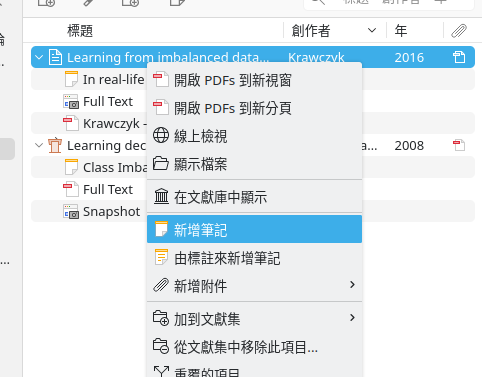 標題 創作者 年
Learning from imbalanced data... Krawczyk 2016
In real-life
Full Text
Krawczyk -
Learning dec a... 2008
Class Imba
Full Text
Snapshot
開啟 PDFs 到新視窗
開啟 PDFs 到新分頁
線上檢視
顯示檔案
在文獻庫中顯示
新增筆記
由標註來新增筆記
新增附件
加到文獻集
從文獻集中移除此項目...
重覆的項目